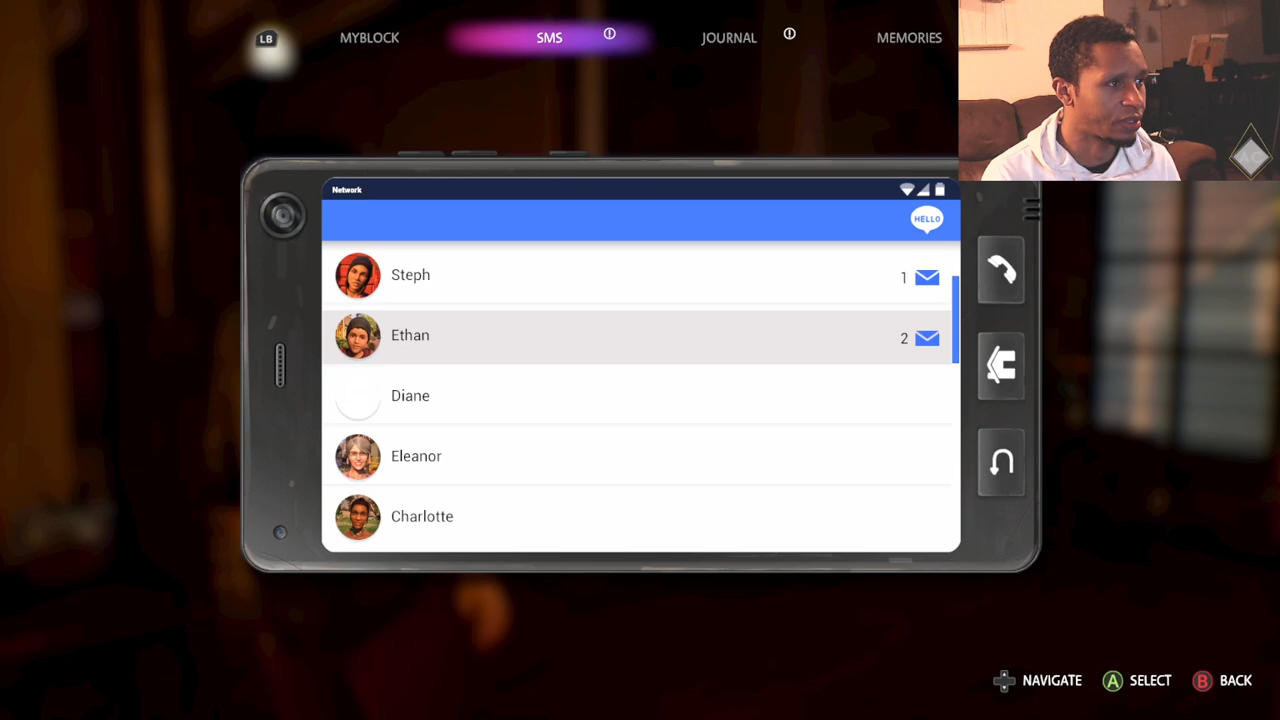 LB MYBLOCK SMS JOURNAL MEMORIES
Network
HELLO
Steph 1
Ethan 2
Diane
Eleanor
Charlotte
NAVIGATE A SELECT B BACK